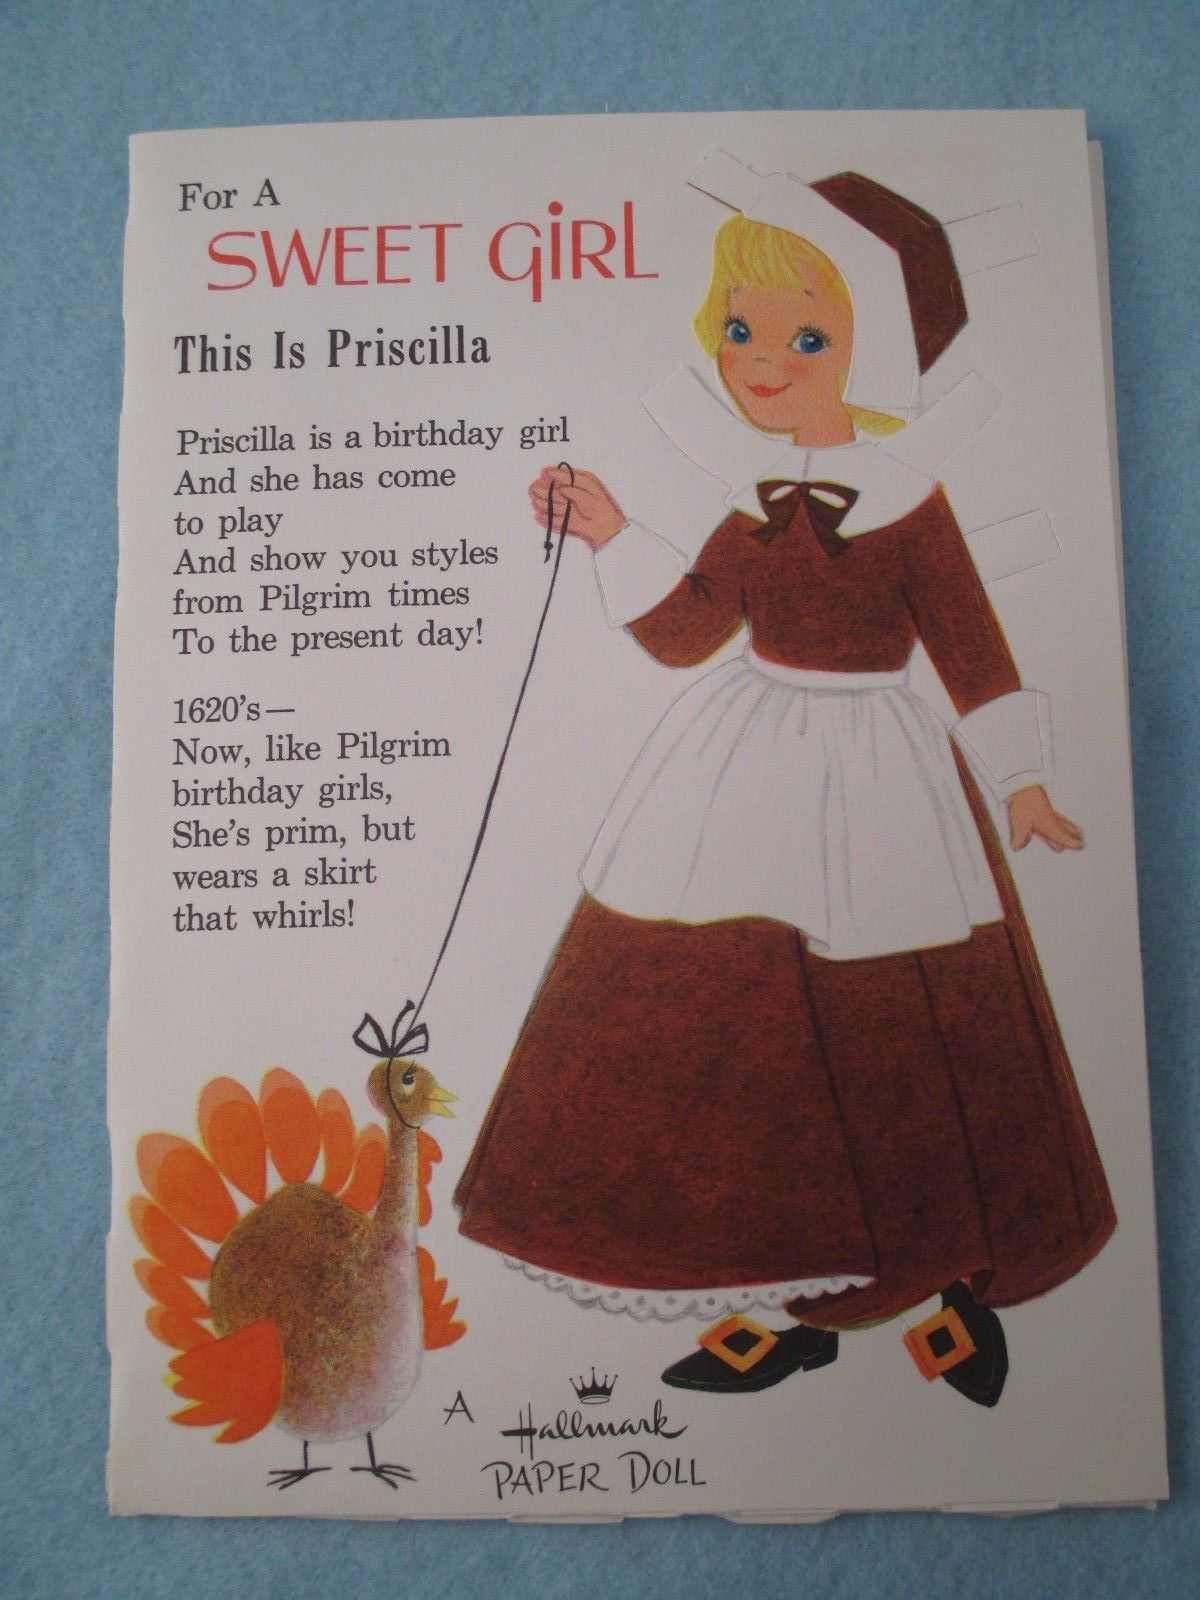 For A
SWEET GiRL
This Is Priscilla
Priscilla is a birthday girl
And she has come
to play
And show you styles
from Pilgrim times
To the present day!
1620's—
Now, like Pilgrim
birthday girls,
She's prim, but
wears a skirt
that whirls!
A Hallmark
PAPER DOLL